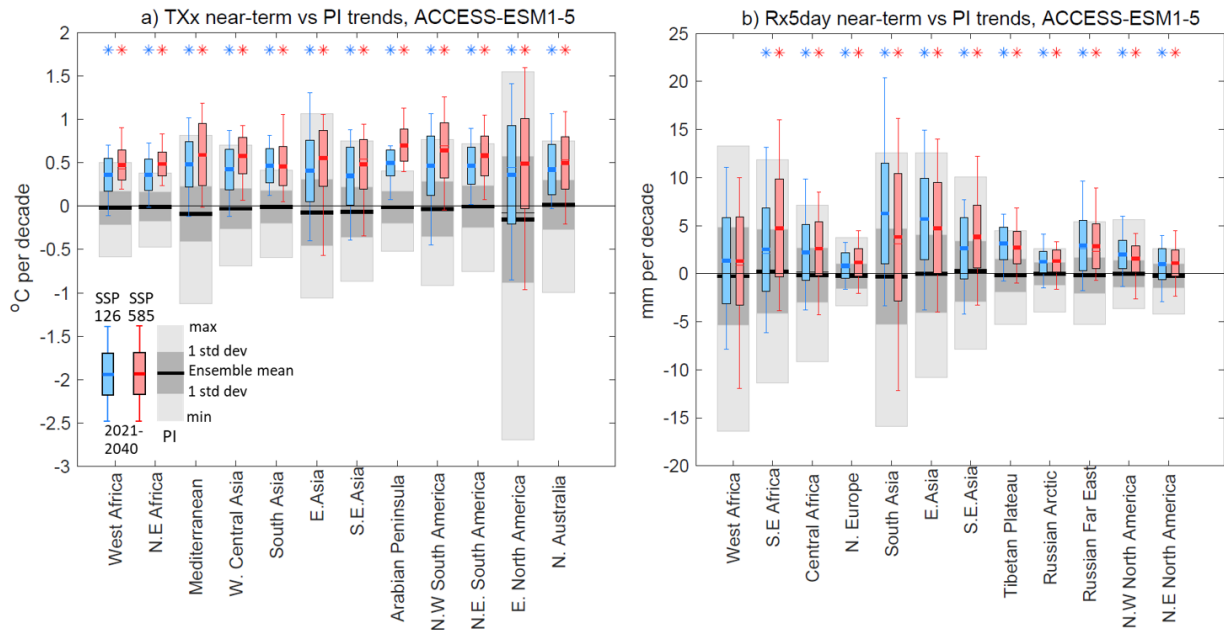 a) TXx near-term vs PI trends, ACCESS-ESM1-5
2
1.5
1
0.5
0
-0.5
-1
-1.5
-2
-2.5
-3
°C per decade
SSP 126
SSP 585
max
1 std dev
Ensemble mean
1 std dev
min
2021-
2040
PI
West Africa
N.E Africa
Mediterranean
W. Central Asia
South Asia
E.Asia
S.E.Asia
Arabian Peninsula
N.W South America
N.E. South America
E. North America
N. Australia
b) Rx5day near-term vs PI trends, ACCESS-ESM1-5
25
20
15
10
5
0
-5
-10
-15
-20
mm per decade
West Africa
S.E Africa
Central Africa
N. Europe
South Asia
E.Asia
S.E.Asia
Tibetan Plateau
Russian Arctic
Russian Far East
N.W North America
N.E North America